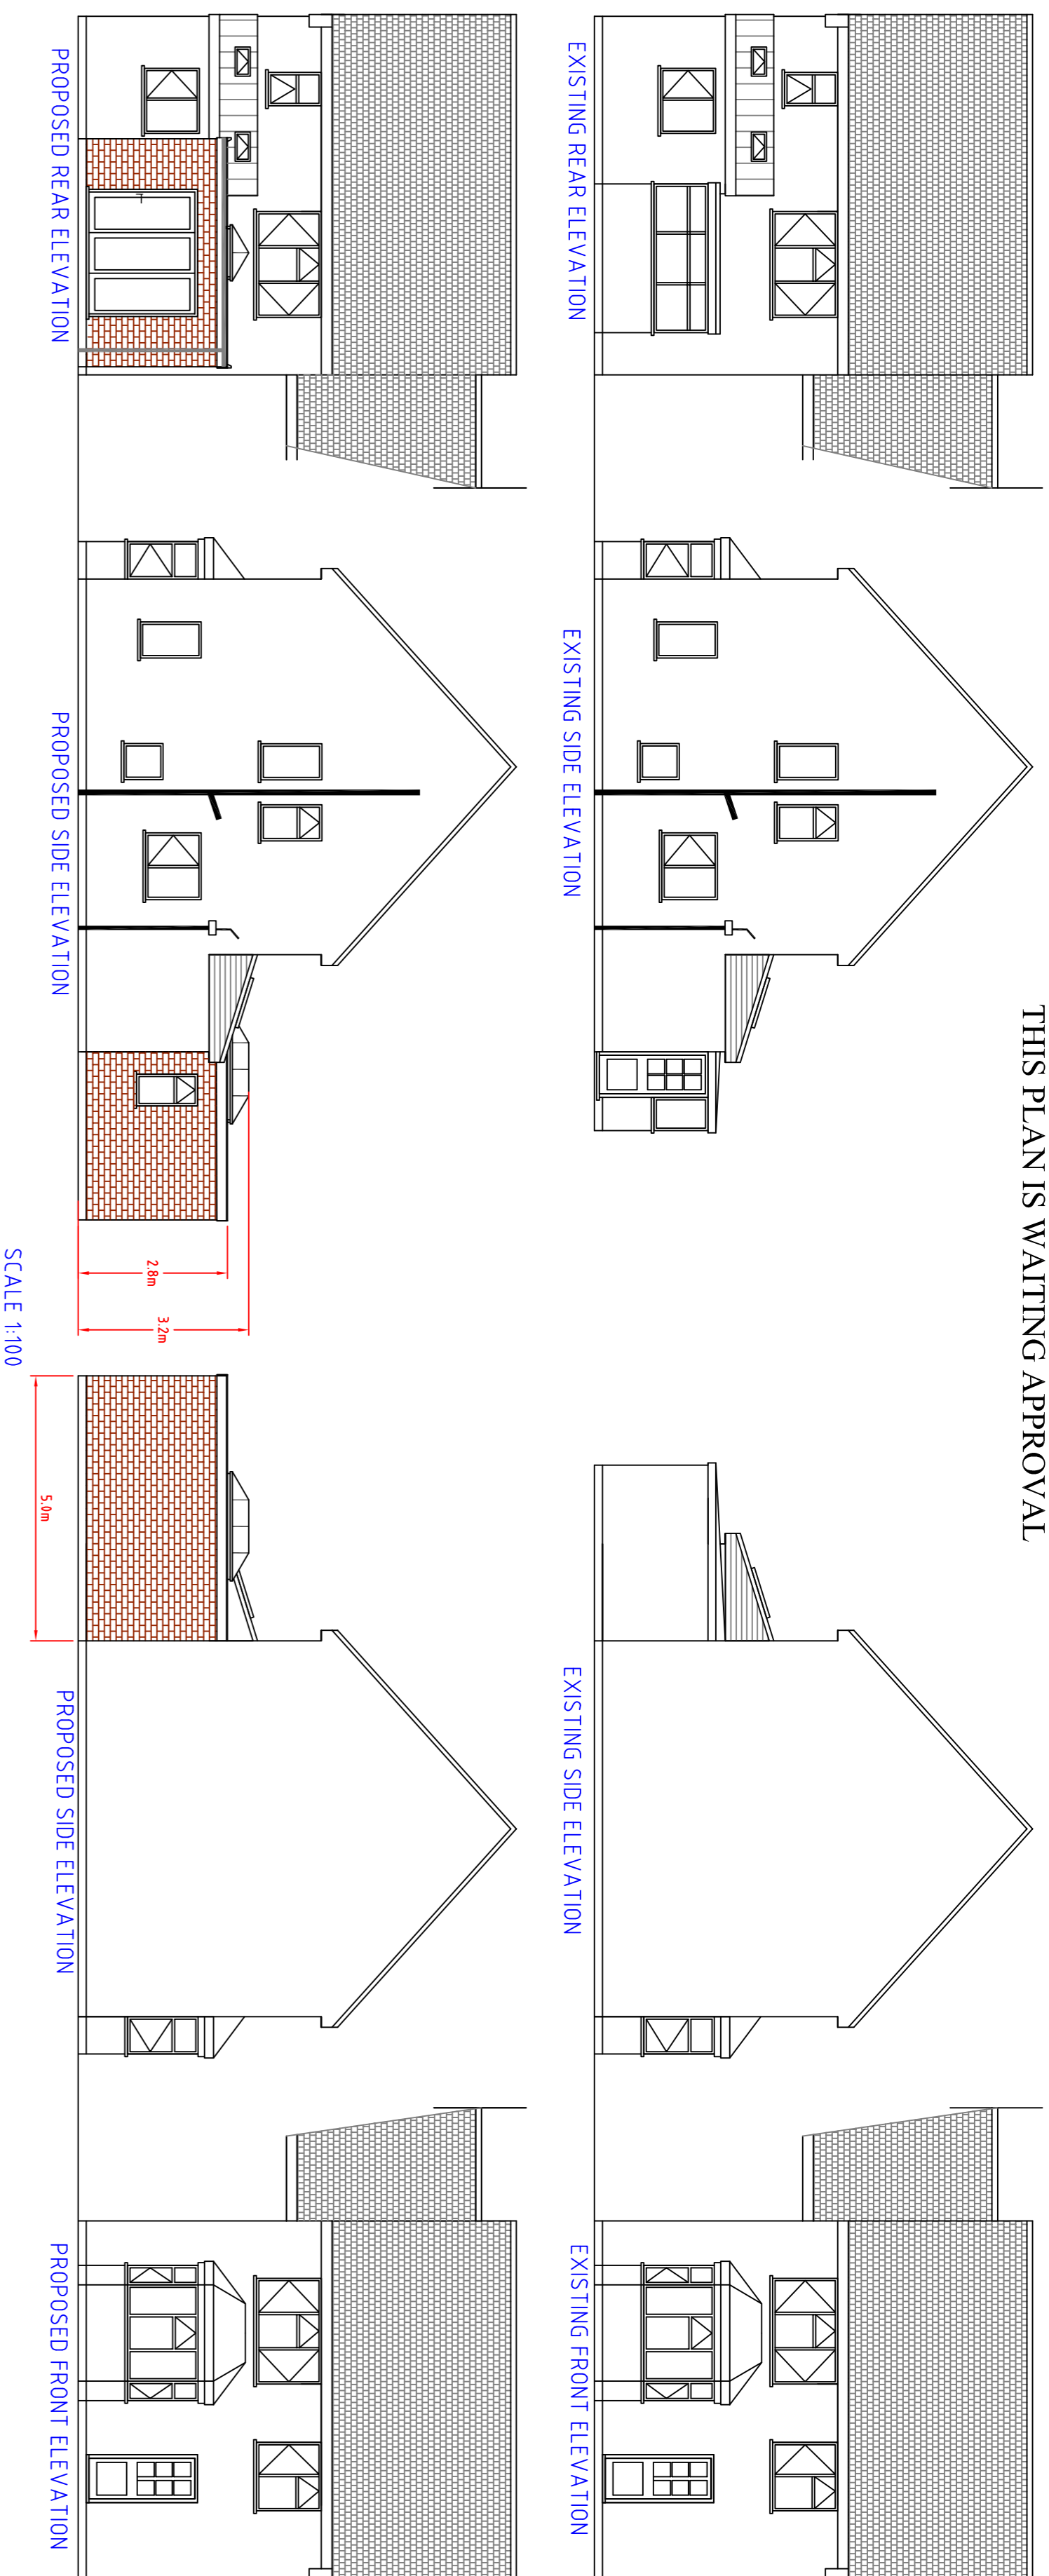 THIS PLAN IS WAITING APPROVAL
EXISTING REAR ELEVATION
EXISTING SIDE ELEVATION
EXISTING SIDE ELEVATION
EXISTING FRONT ELEVATION
2.8m
3.2m
5.0m
PROPOSED REAR ELEVATION
PROPOSED SIDE ELEVATION
PROPOSED SIDE ELEVATION
PROPOSED FRONT ELEVATION
SCALE 1:100